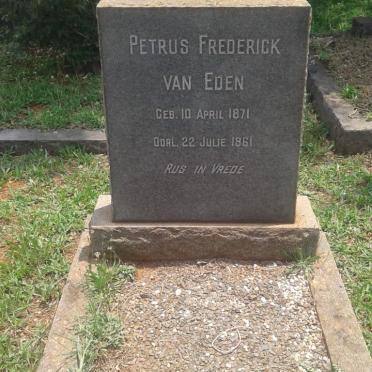 Petrus Frederick
van Eden
Geb. 10 April 1871
Oorl. 22 Julie 1961
Rus in Vrede